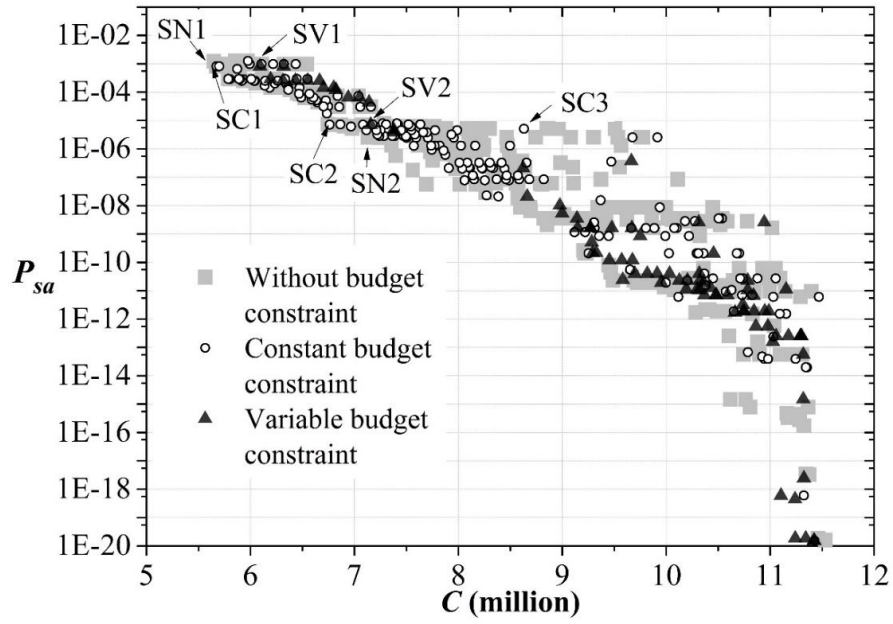 1E-02
SN1
SV1
1E-04
SC1
SV2
SC3
1E-06
SC2
SN2
1E-08
1E-10
Psa
Without budget
constraint
1E-12
Constant budget
constraint
1E-14
Variable budget
constraint
1E-16
1E-18
1E-20
5 6 7 8 9 10 11 12
C (million)